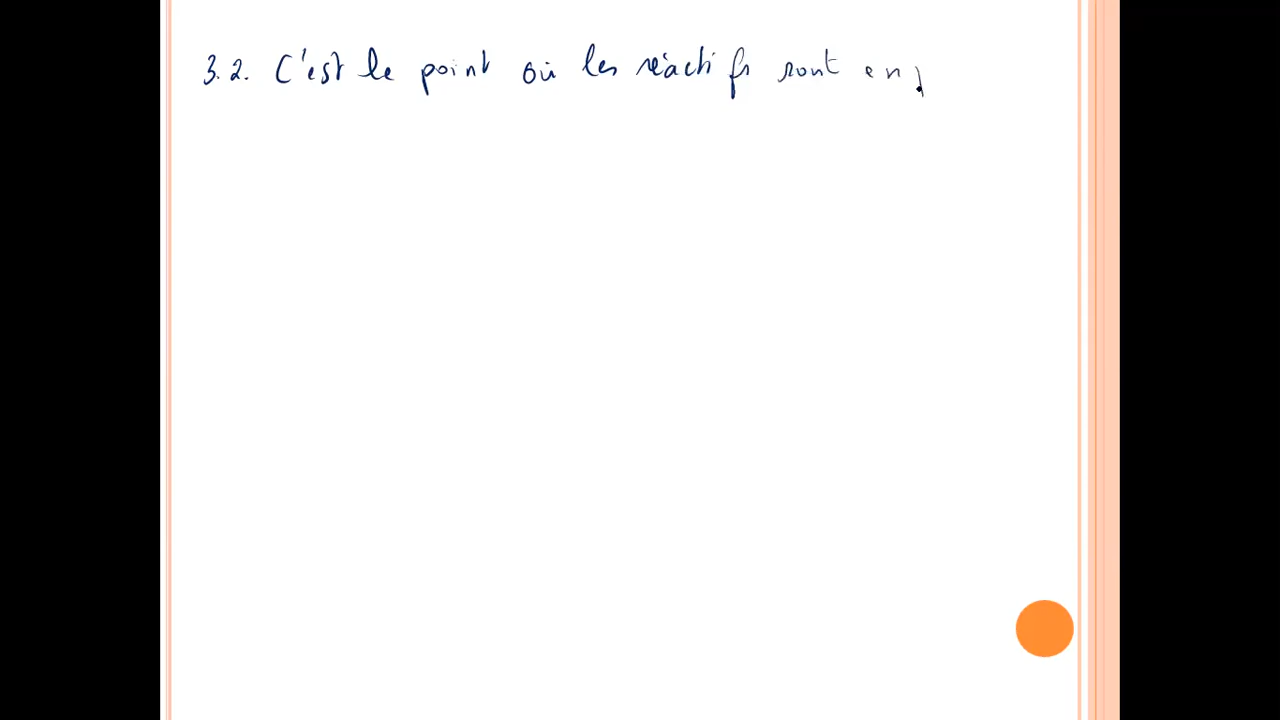 3.2. C'est le point où les réactifs sont en